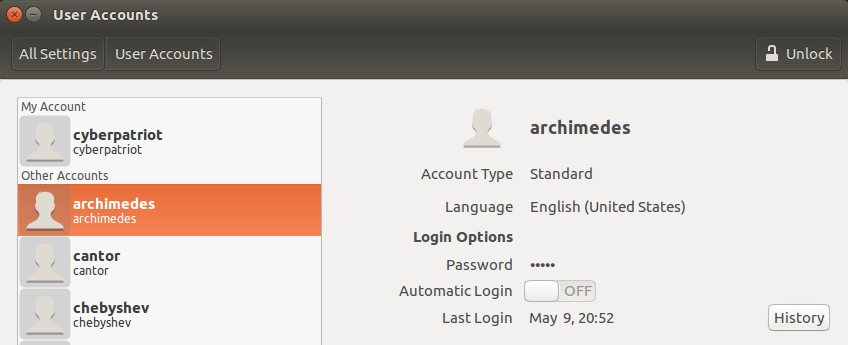 User Accounts
All Settings
User Accounts
Unlock
My Account
cyberpatriot
cyberpatriot
Other Accounts
archimedes
archimedes
cantor
cantor
chebyshev
chebyshev
archimedes
Account Type Standard
Language English (United States)
Login Options
Password •••••
Automatic Login OFF
Last Login May 9, 20:52
History